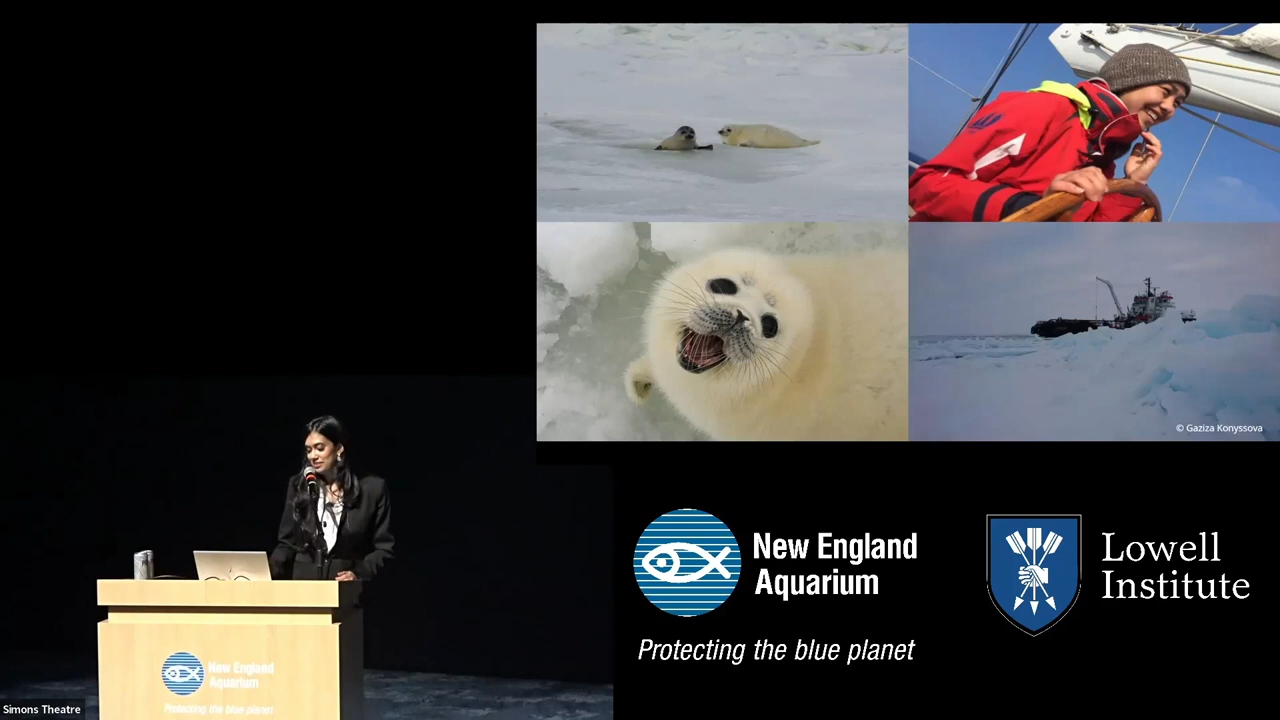 © Gaziza Konyssova
New England
Aquarium
Protecting the blue planet
Lowell
Institute
New England
Aquarium
Protecting the blue planet
Simons Theatre